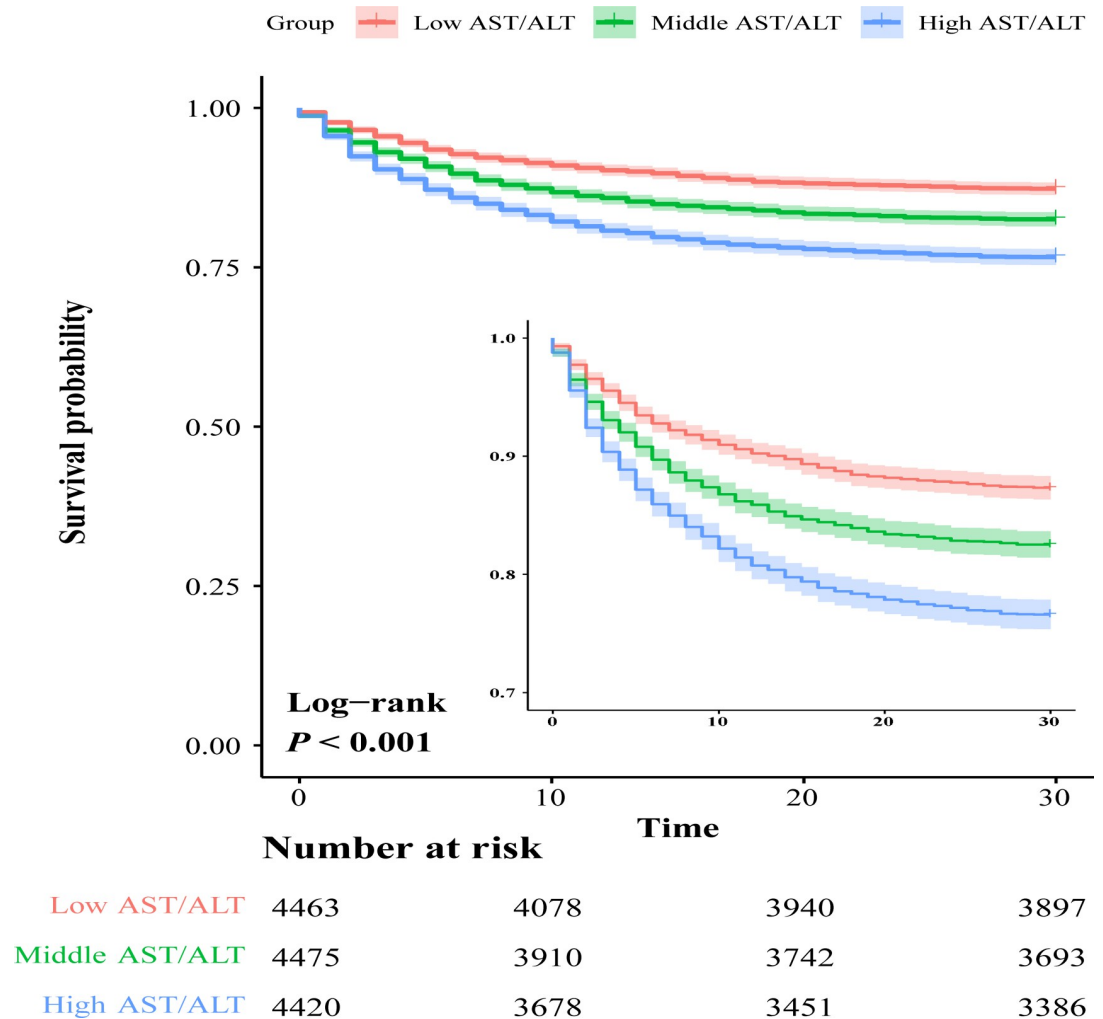 Group Low AST/ALT Middle AST/ALT High AST/ALT
1.00
0.75
0.50
0.25
0.00
Survival probability
1.0
0.9
0.8
0.7
0 10 20 30
Log−rank
P < 0.001
0 10 20 30
Time
Number at risk
Low AST/ALT 4463 4078 3940 3897
Middle AST/ALT 4475 3910 3742 3693
High AST/ALT 4420 3678 3451 3386